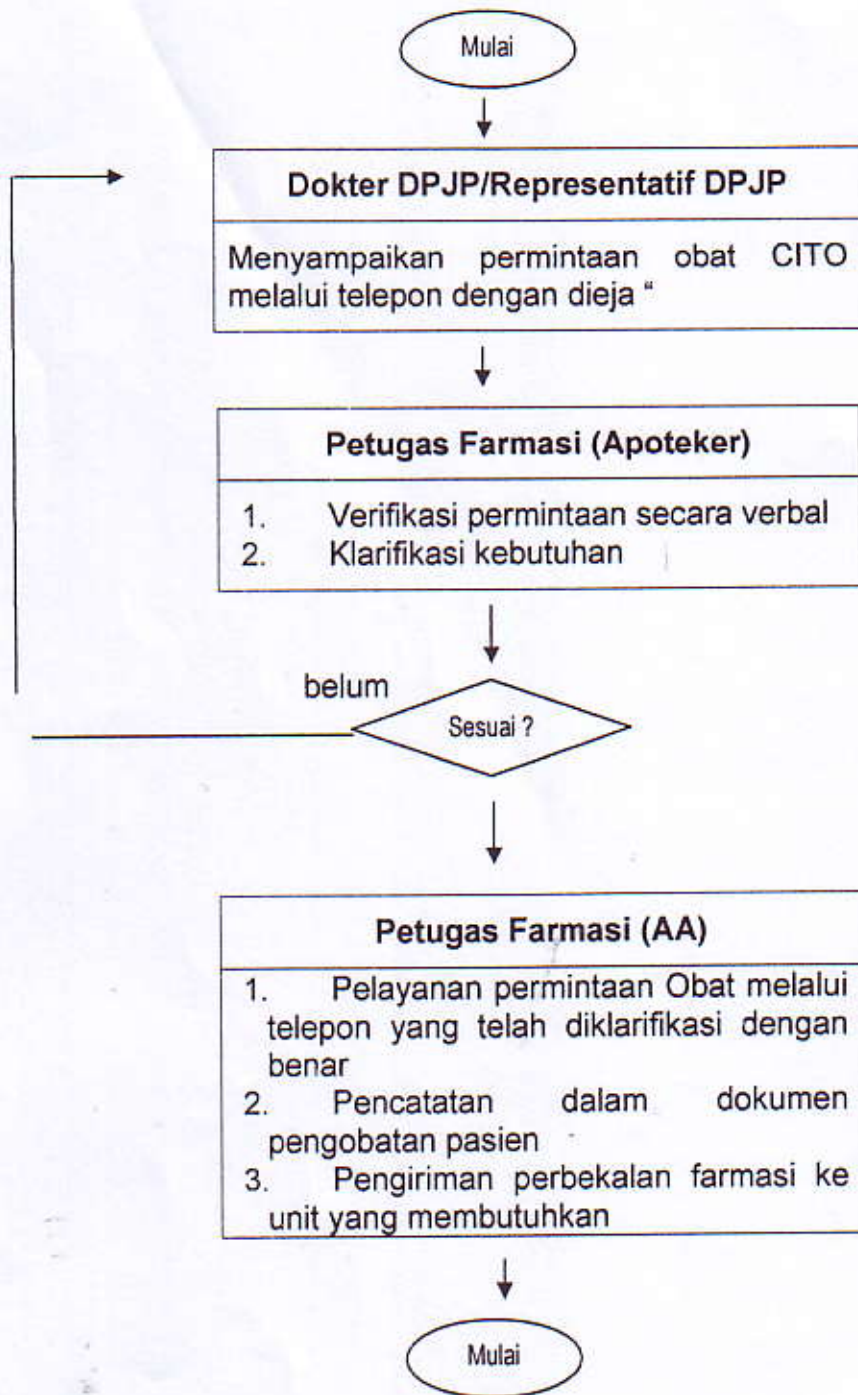 Mulai
Dokter DPJP/Representatif DPJP
Menyampaikan permintaan obat CITO
melalui telepon dengan dieja “
Petugas Farmasi (Apoteker)
1. Verifikasi permintaan secara verbal
2. Klarifikasi kebutuhan
belum
Sesuai ?
Petugas Farmasi (AA)
1. Pelayanan permintaan Obat melalui
telepon yang telah diklarifikasi dengan
benar
2. Pencatatan dalam dokumen
pengobatan pasien
3. Pengiriman perbekalan farmasi ke
unit yang membutuhkan
Mulai